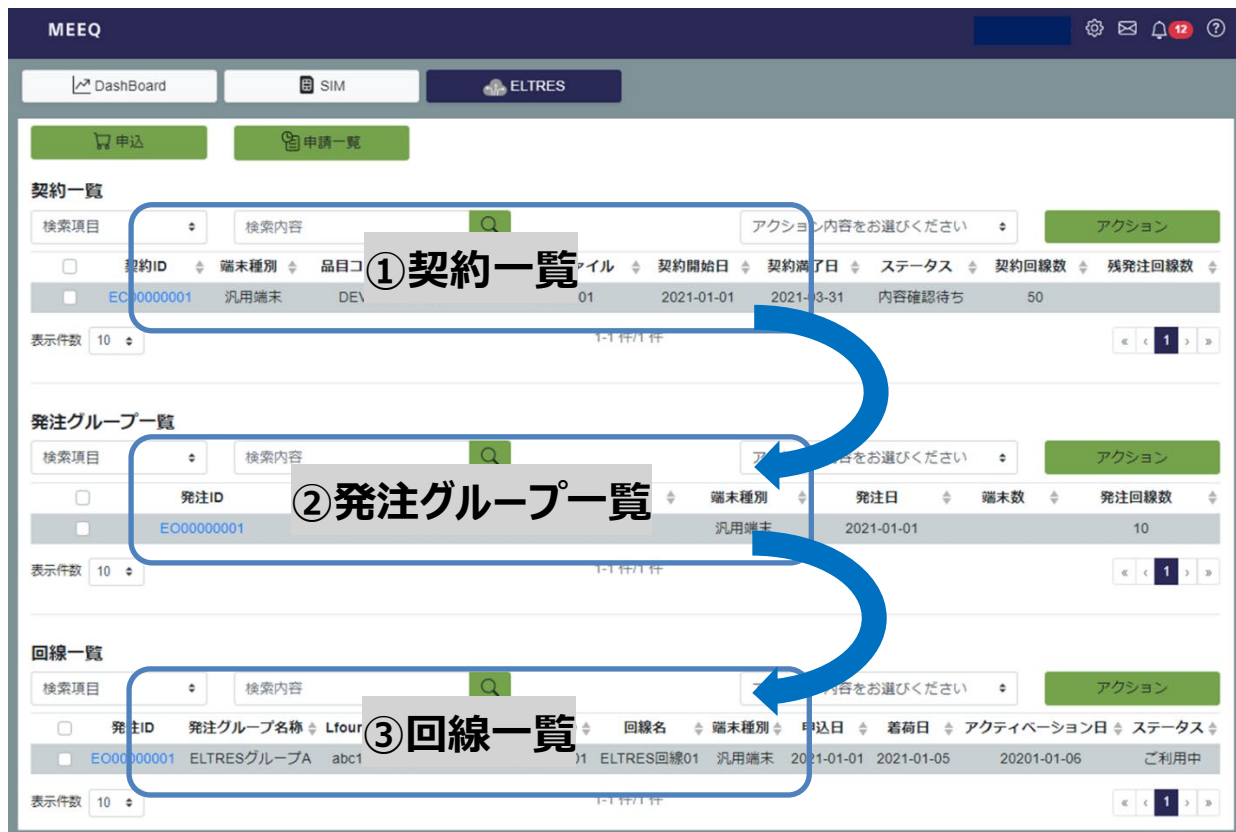 MEEQ 12
DashBoard SIM ELTRES
申込 申請一覧
契約一覧
検索項目 検索内容 アクション内容をお選びください アクション
①契約一覧
契約ID 端末種別 品目コ ァイル 契約開始日 契約満了日 ステータス 契約回線数 残発注回線数
EC00000001 汎用端末 DEV 01 2021-01-01 2021-03-31 内容確認待ち 50
表示件数 10 1-1 件/1 件 « ‹ 1 › »
発注グループ一覧
検索項目 検索内容 ア 内容をお選びください アクション
②発注グループ一覧
発注ID 端末種別 発注日 端末数 発注回線数
EO00000001 汎用端末 2021-01-01 10
表示件数 10 1-1 件/1 件 « ‹ 1 › »
回線一覧
検索項目 検索内容 内容をお選びください アクション
③回線一覧
発注ID 発注グループ名称 Lfour 回線名 端末種別 申込日 着荷日 アクティベーション日 ステータス
EO00000001 ELTRESグループA abc1 01 ELTRES回線01 汎用端末 2021-01-01 2021-01-05 20201-01-06 ご利用中
表示件数 10 1-1 件/1 件 « ‹ 1 › »